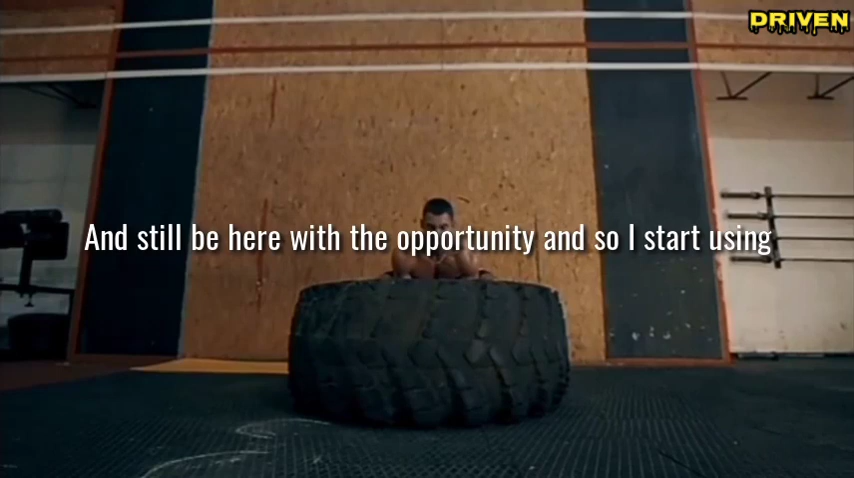 DRIVEN
And still be here with the opportunity and so I start using